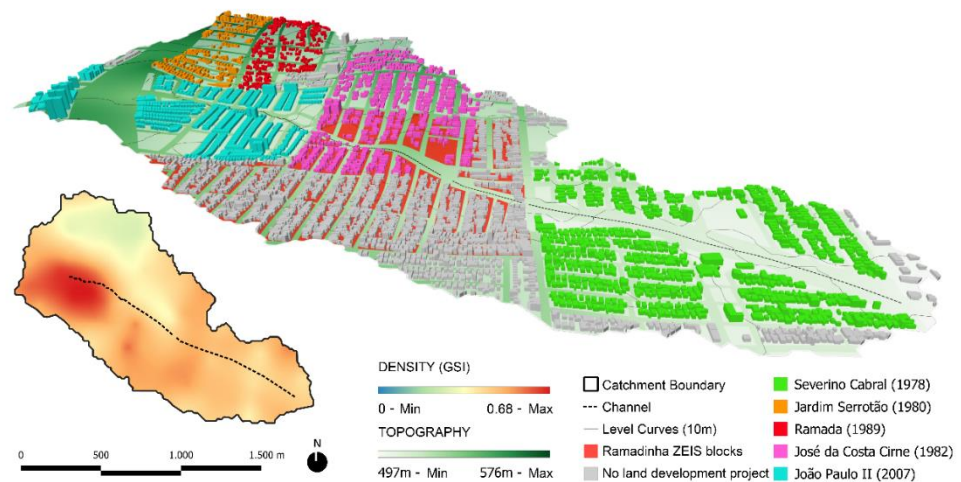 DENSITY (GSI)
0 - Min
0.68 - Max
TOPOGRAPHY
497m - Min
576m - Max
Catchment Boundary
Channel
Level Curves (10m)
Ramadinha ZEIS blocks
No land development project
Severino Cabral (1978)
Jardim Serrotão (1980)
Ramada (1989)
José da Costa Cirne (1982)
João Paulo II (2007)
N
0
500
1.000
1.500 m